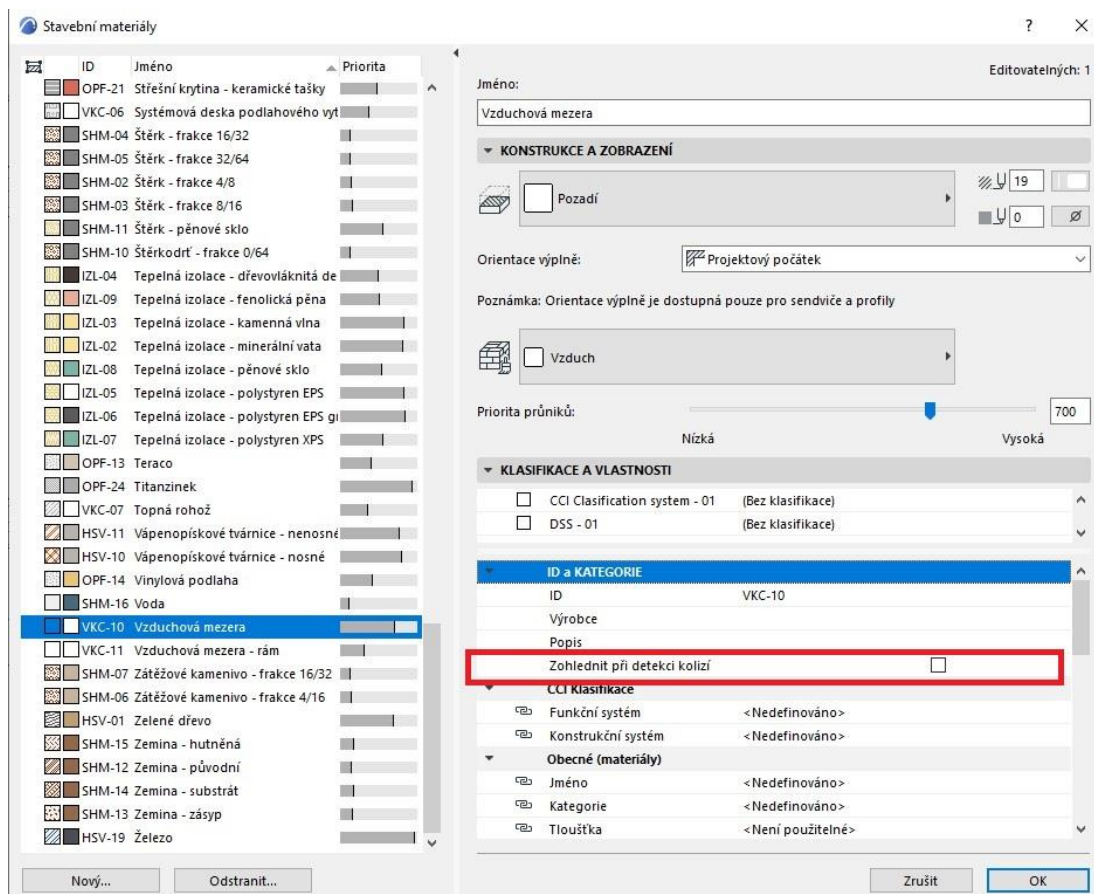 Stavební materiály
?
ID Jméno Priorita
OPF-21 Střešní krytina - keramické tašky
VKC-06 Systémová deska podlahového vyt
SHM-04 Štěrk - frakce 16/32
SHM-05 Štěrk - frakce 32/64
SHM-02 Štěrk - frakce 4/8
SHM-03 Štěrk - frakce 8/16
SHM-11 Štěrk - pěnové sklo
SHM-10 Štěrkodrť - frakce 0/64
IZL-04 Tepelná izolace - dřevovláknitá de
IZL-09 Tepelná izolace - fenolická pěna
IZL-03 Tepelná izolace - kamenná vlna
IZL-02 Tepelná izolace - minerální vata
IZL-08 Tepelná izolace - pěnové sklo
IZL-05 Tepelná izolace - polystyren EPS
IZL-06 Tepelná izolace - polystyren EPS gr
IZL-07 Tepelná izolace - polystyren XPS
OPF-13 Teraco
OPF-24 Titanzinek
VKC-07 Topná rohož
HSV-11 Vápenopískové tvárnice - nenosné
HSV-10 Vápenopískové tvárnice - nosné
OPF-14 Vinylová podlaha
SHM-16 Voda
VKC-10 Vzduchová mezera
VKC-11 Vzduchová mezera - rám
SHM-07 Zátěžové kamenivo - frakce 16/32
SHM-06 Zátěžové kamenivo - frakce 4/16
HSV-01 Zelené dřevo
SHM-15 Zemina - hutněná
SHM-12 Zemina - původní
SHM-14 Zemina - substrát
SHM-13 Zemina - zásyp
HSV-19 Železo
Nový...
Odstranit...
Editovatelných: 1
Jméno:
Vzduchová mezera
KONSTRUKCE A ZOBRAZENÍ
Pozadí
19
0
Orientace výplně: Projektový počátek
Poznámka: Orientace výplně je dostupná pouze pro sendviče a profily
Vzduch
Priorita průniků: 700
Nízká Vysoká
KLASIFIKACE A VLASTNOSTI
CCI Clasification system - 01 (Bez klasifikace)
DSS - 01 (Bez klasifikace)
ID a KATEGORIE
ID VKC-10
Výrobce
Popis
Zohlednit při detekci kolizí
CCI Klasifikace
Funkční systém <Nedefinováno>
Konstrukční systém <Nedefinováno>
Obecné (materiály)
Jméno <Nedefinováno>
Kategorie <Nedefinováno>
Tloušťka <Není použitelné>
Zrušit
OK